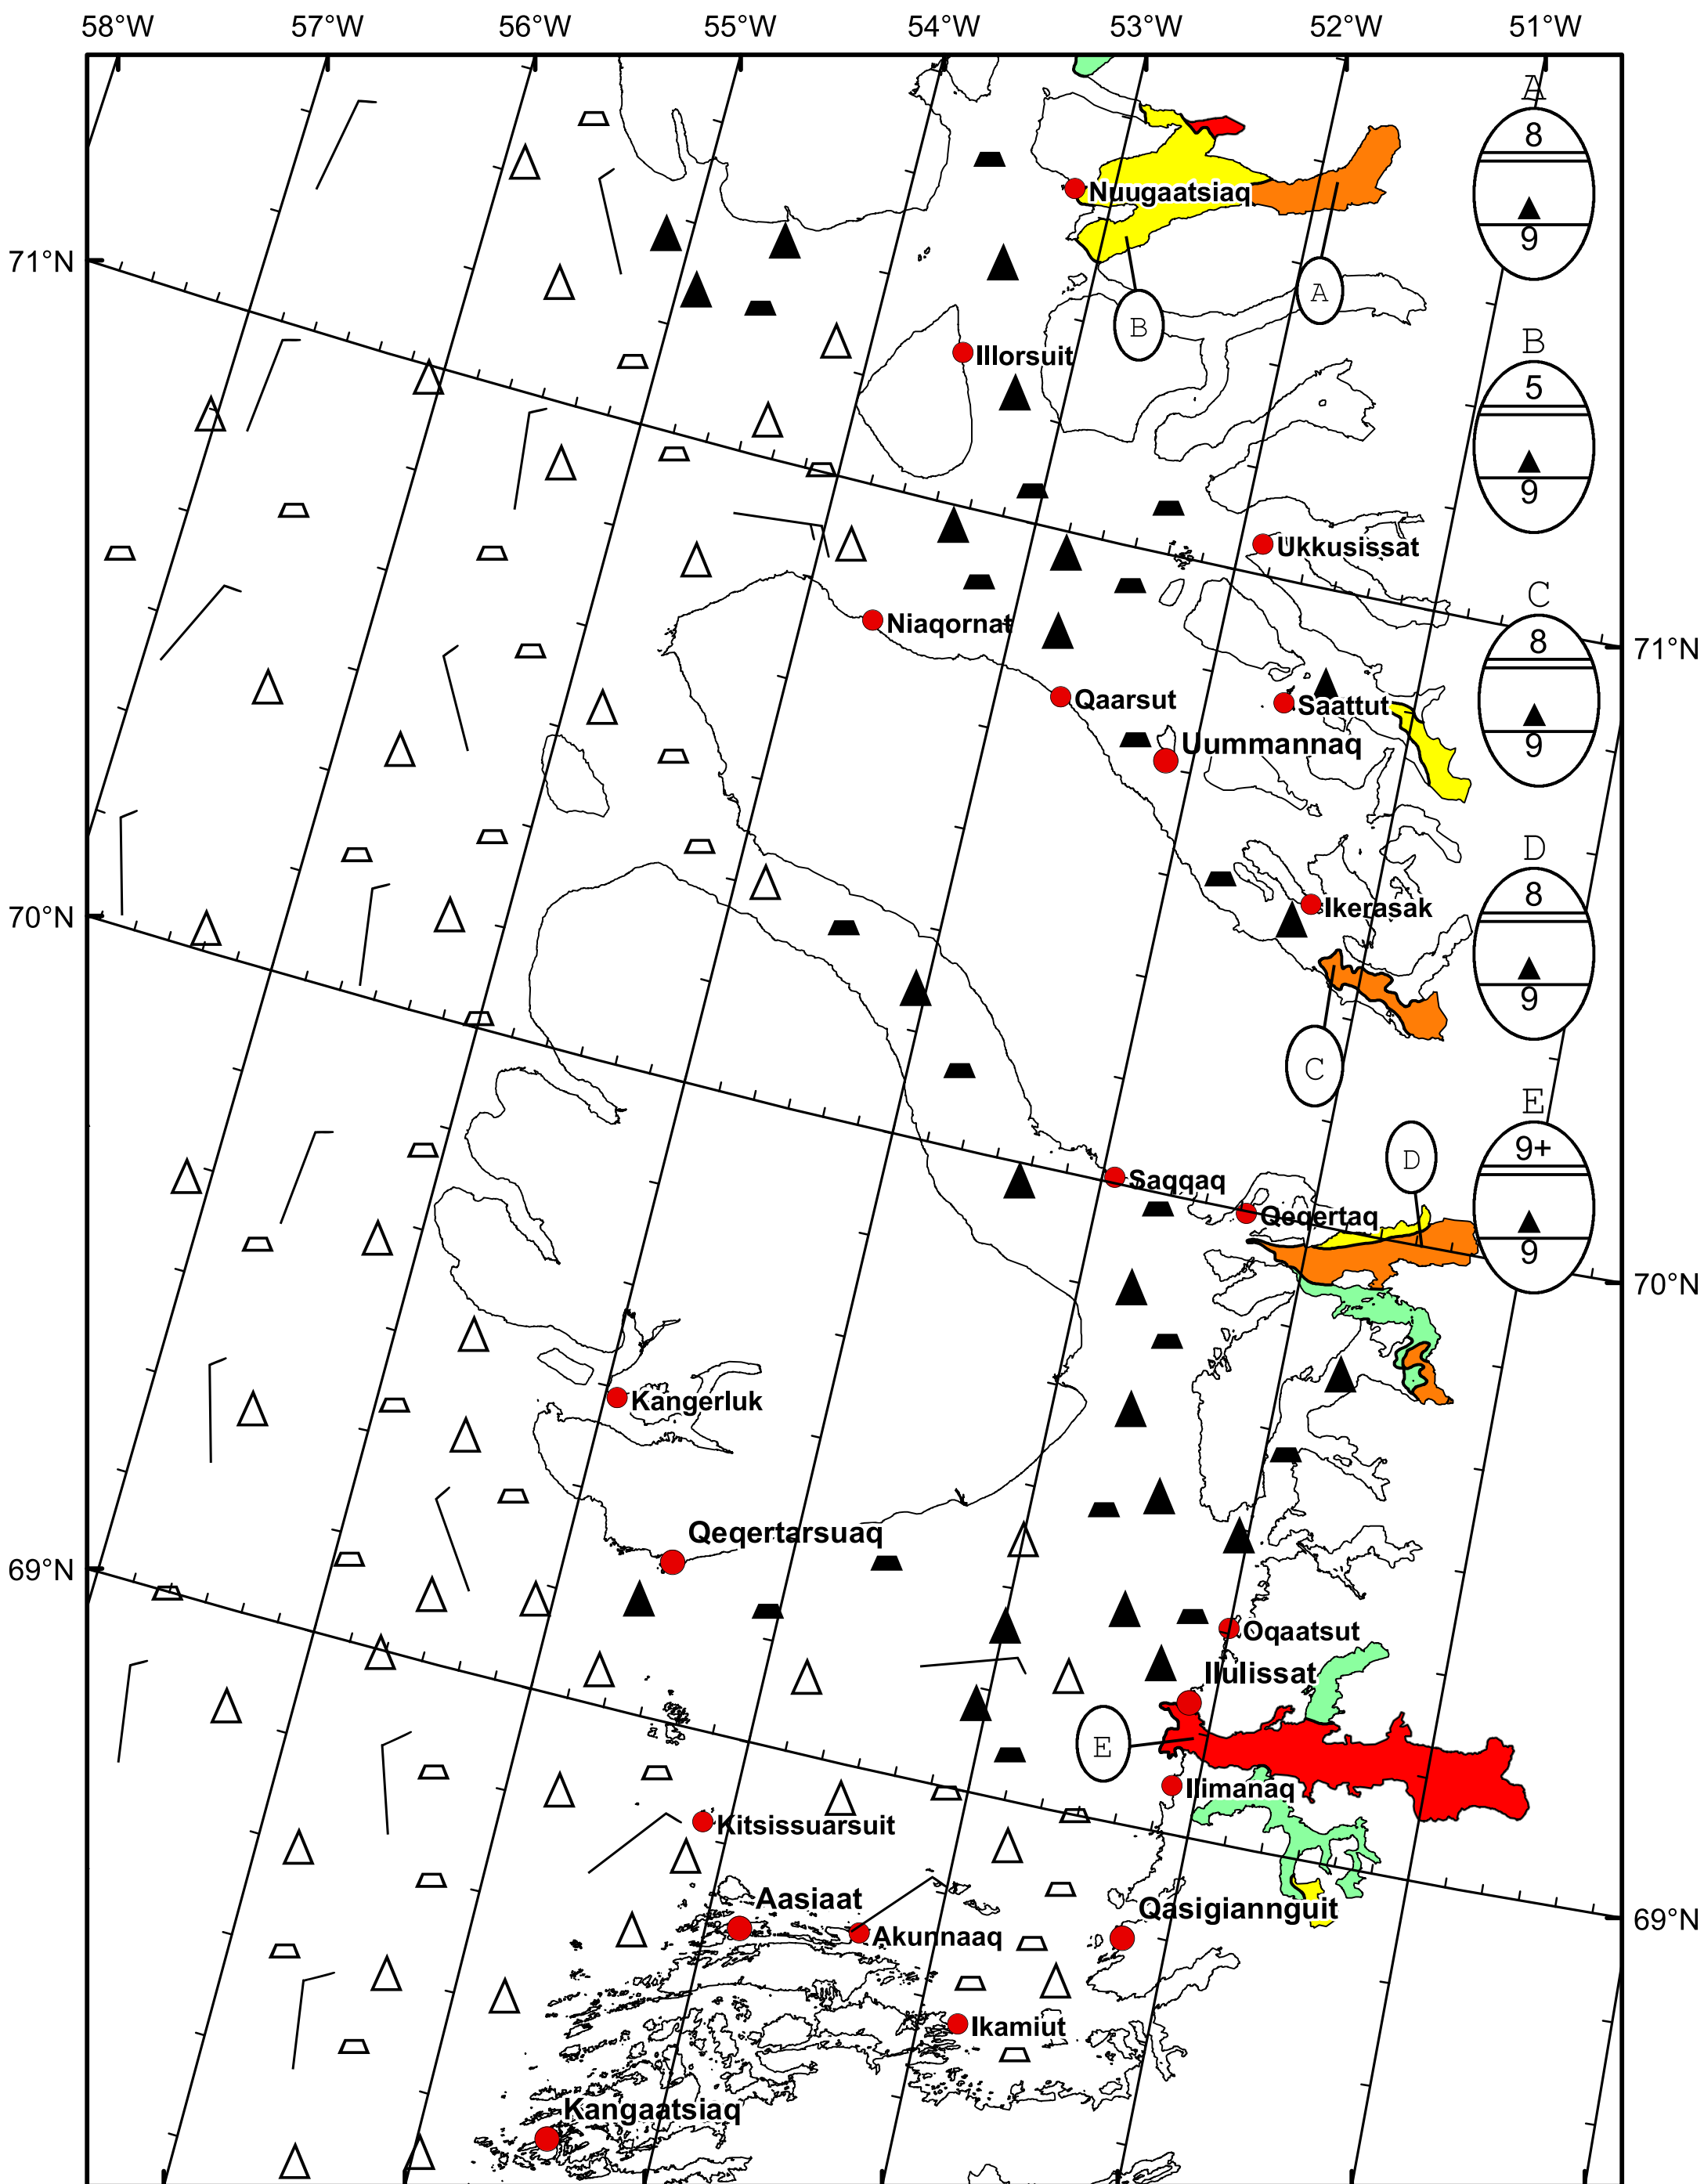 58°W 57°W 56°W 55°W 54°W 53°W 52°W 51°W
A
8
9
Nuugaatsiaq
71°N
A
B
B
5
9
Illorsuit
Ukkusissat
C
8
9
Niaqornat
71°N
Qaarsut
Saattut
Uummannaq
D
8
9
70°N
Ikerasak
C
E
9+
9
D
Saqqaq
Qeqertaq
70°N
Kangerluk
Qeqertarsuaq
69°N
Oqaatsut
Ilulissat
E
Ilimanaq
Kitsissuarsuit
Aasiaat
Qasigiannguit
69°N
Akunnaaq
Ikamiut
Kangaatsiaq